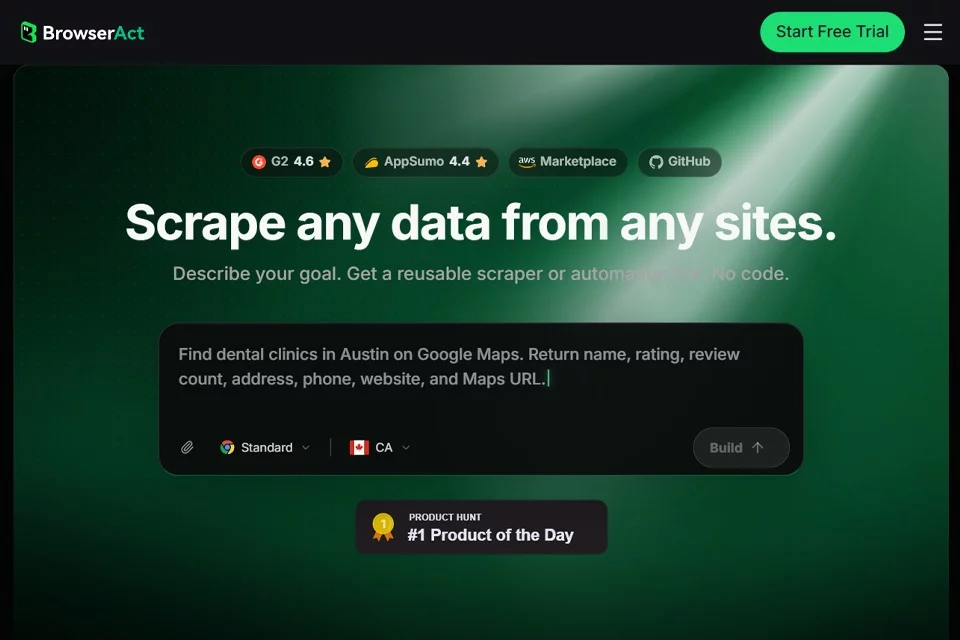 BrowserAct
Start Free Trial
G2 4.6
AppSumo 4.4
aws Marketplace
GitHub
Scrape any data from any sites.
Describe your goal. Get a reusable scraper or No code.
Find dental clinics in Austin on Google Maps. Return name, rating, review
count, address, phone, website, and Maps URL.
Standard
CA
Build
1
PRODUCT HUNT
#1 Product of the Day